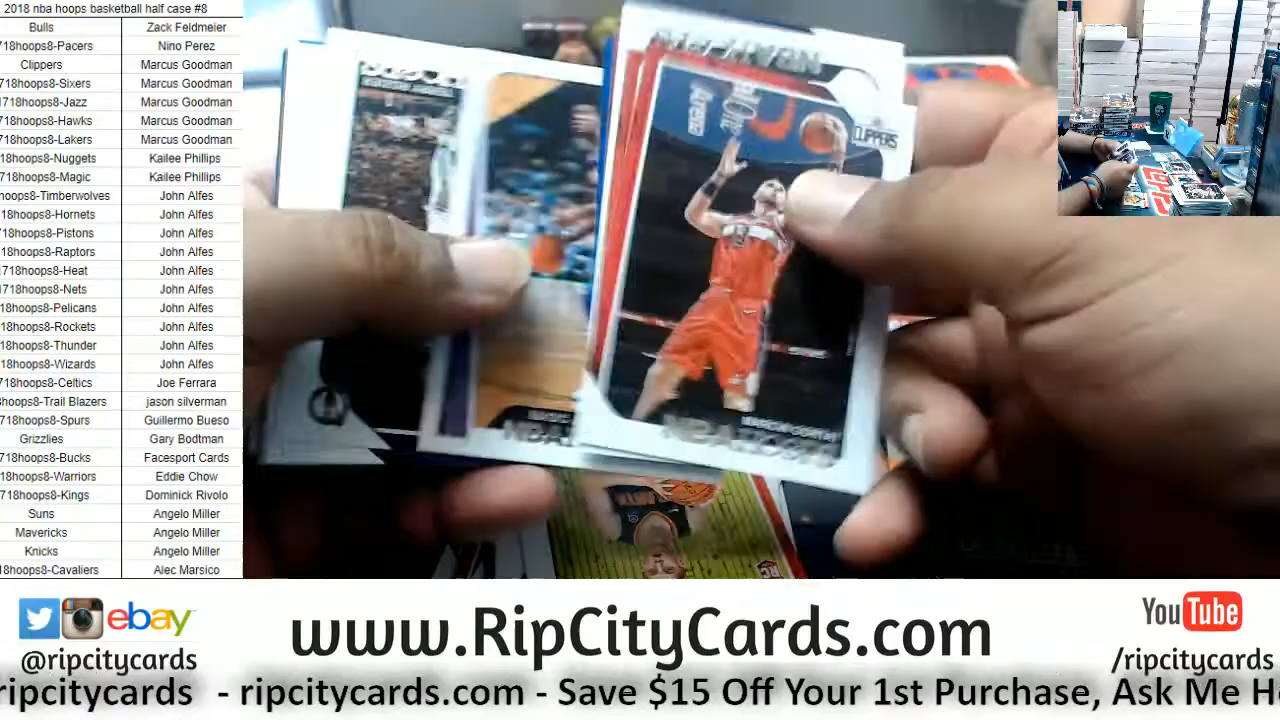 2018 nba hoops basketball half case #8
Bulls Zack Feldmeier
718hoops8-Pacers Nino Perez
Clippers Marcus Goodman
718hoops8-Sixers Marcus Goodman
1718hoops8-Jazz Marcus Goodman
718hoops8-Hawks Marcus Goodman
718hoops8-Lakers Marcus Goodman
18hoops8-Nuggets Kailee Phillips
718hoops8-Magic Kailee Phillips
hoops8-Timberwolves John Alfes
18hoops8-Hornets John Alfes
718hoops8-Pistons John Alfes
18hoops8-Raptors John Alfes
1718hoops8-Heat John Alfes
1718hoops8-Nets John Alfes
18hoops8-Pelicans John Alfes
18hoops8-Rockets John Alfes
18hoops8-Thunder John Alfes
18hoops8-Wizards John Alfes
718hoops8-Celtics Joe Ferrara
hoops8-Trail Blazers jason silverman
718hoops8-Spurs Guillermo Bueso
Grizzlies Gary Bodtman
718hoops8-Bucks Facesport Cards
18hoops8-Warriors Eddie Chow
718hoops8-Kings Dominick Rivolo
Suns Angelo Miller
Mavericks Angelo Miller
Knicks Angelo Miller
18hoops8-Cavaliers Alec Marsico
CLIPPERS
RC
ebay
@ripcitycards
www.RipCityCards.com
YouTube
/ripcitycards
ripcitycards - ripcitycards.com - Save $15 Off Your 1st Purchase, Ask Me H